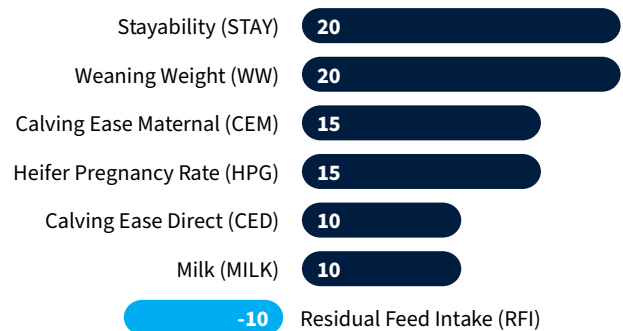 Stayability (STAY) 20
Weaning Weight (WW) 20
Calving Ease Maternal (CEM) 15
Heifer Pregnancy Rate (HPG) 15
Calving Ease Direct (CED) 10
Milk (MILK) 10
-10 Residual Feed Intake (RFI)